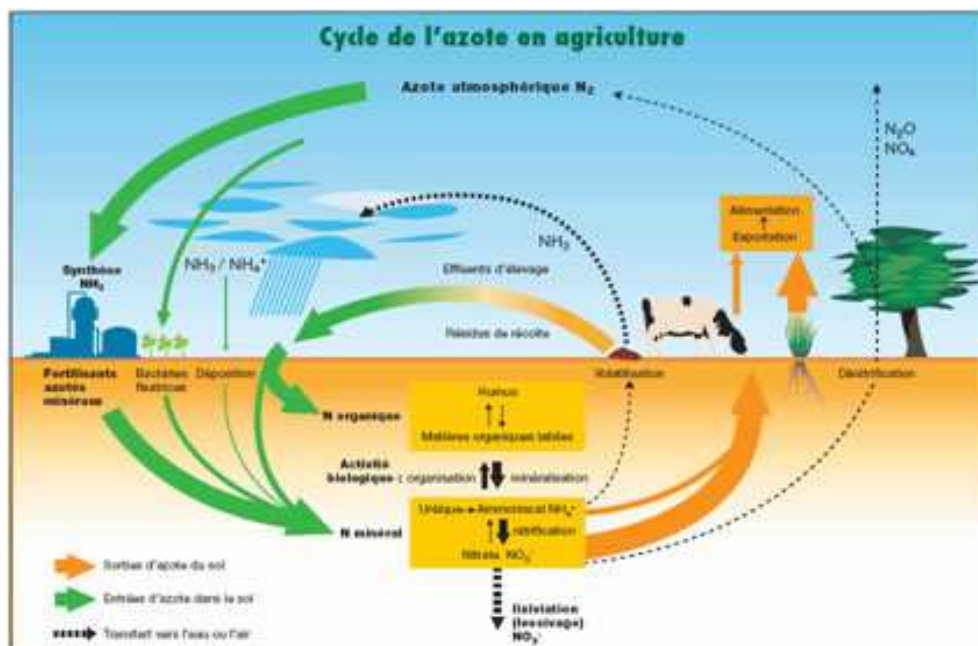 Cycle de l'azote en agriculture
Azote atmosphérique N₂
N₂O
NOₓ
Alimentation
Exportation
NH₃
Synthèse
NH₃
NH₃ / NH₄⁺
Effluents d'élevage
Résidus de récolte
Fertilisants
azotés
minéraux
Bactéries
fixatrices
Déposition
Volatilisation
Dénitrification
Humus
N organique
Matières organiques labiles
Activité
biologique : organisation
minéralisation
Uréique Ammoniacal NH₄⁺
nitrification
N minéral
Nitrate NO₃⁻
Sorties d'azote du sol
Entrées d'azote dans le sol
Transfert vers l'eau ou l'air
lixiviation
(lessivage)
NO₃⁻